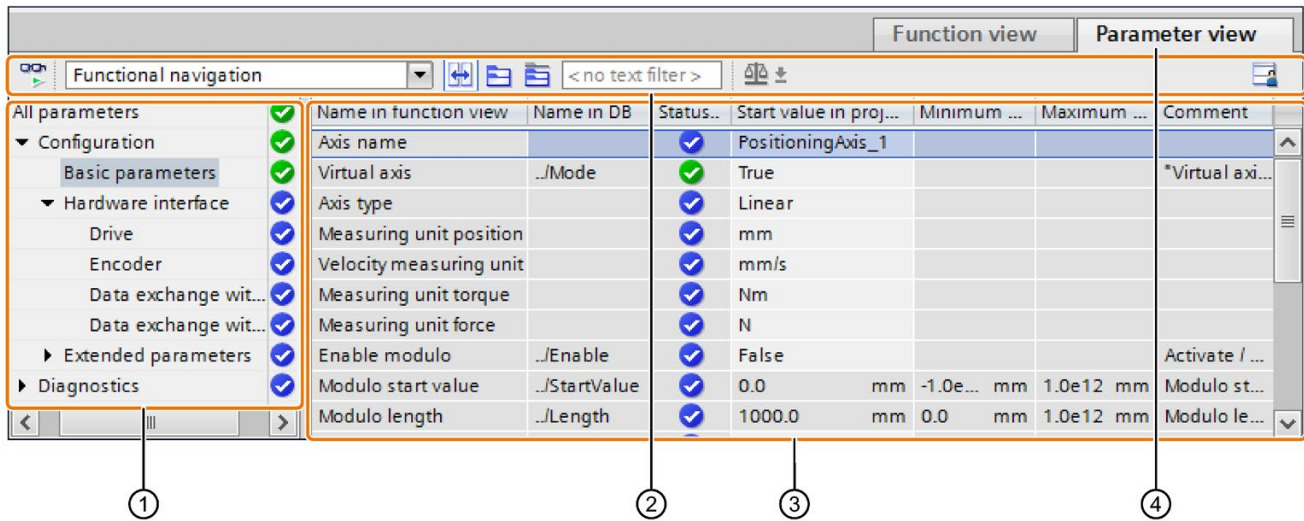 Function view Parameter view
Functional navigation <no text filter>
All parameters Name in function view Name in DB Status.. Start value in proj... Minimum ... Maximum ... Comment
Configuration Axis name PositioningAxis_1
Basic parameters Virtual axis ../Mode True "Virtual axi...
Hardware interface Axis type Linear
Drive Measuring unit position mm
Encoder Velocity measuring unit mm/s
Data exchange wit... Measuring unit torque Nm
Data exchange wit... Measuring unit force N
Extended parameters Enable modulo ../Enable False Activate / ...
Diagnostics Modulo start value ../StartValue 0.0 mm -1.0e... mm 1.0e12 mm Modulo st...
Modulo length ../Length 1000.0 mm 0.0 mm 1.0e12 mm Modulo le...
1 2 3 4